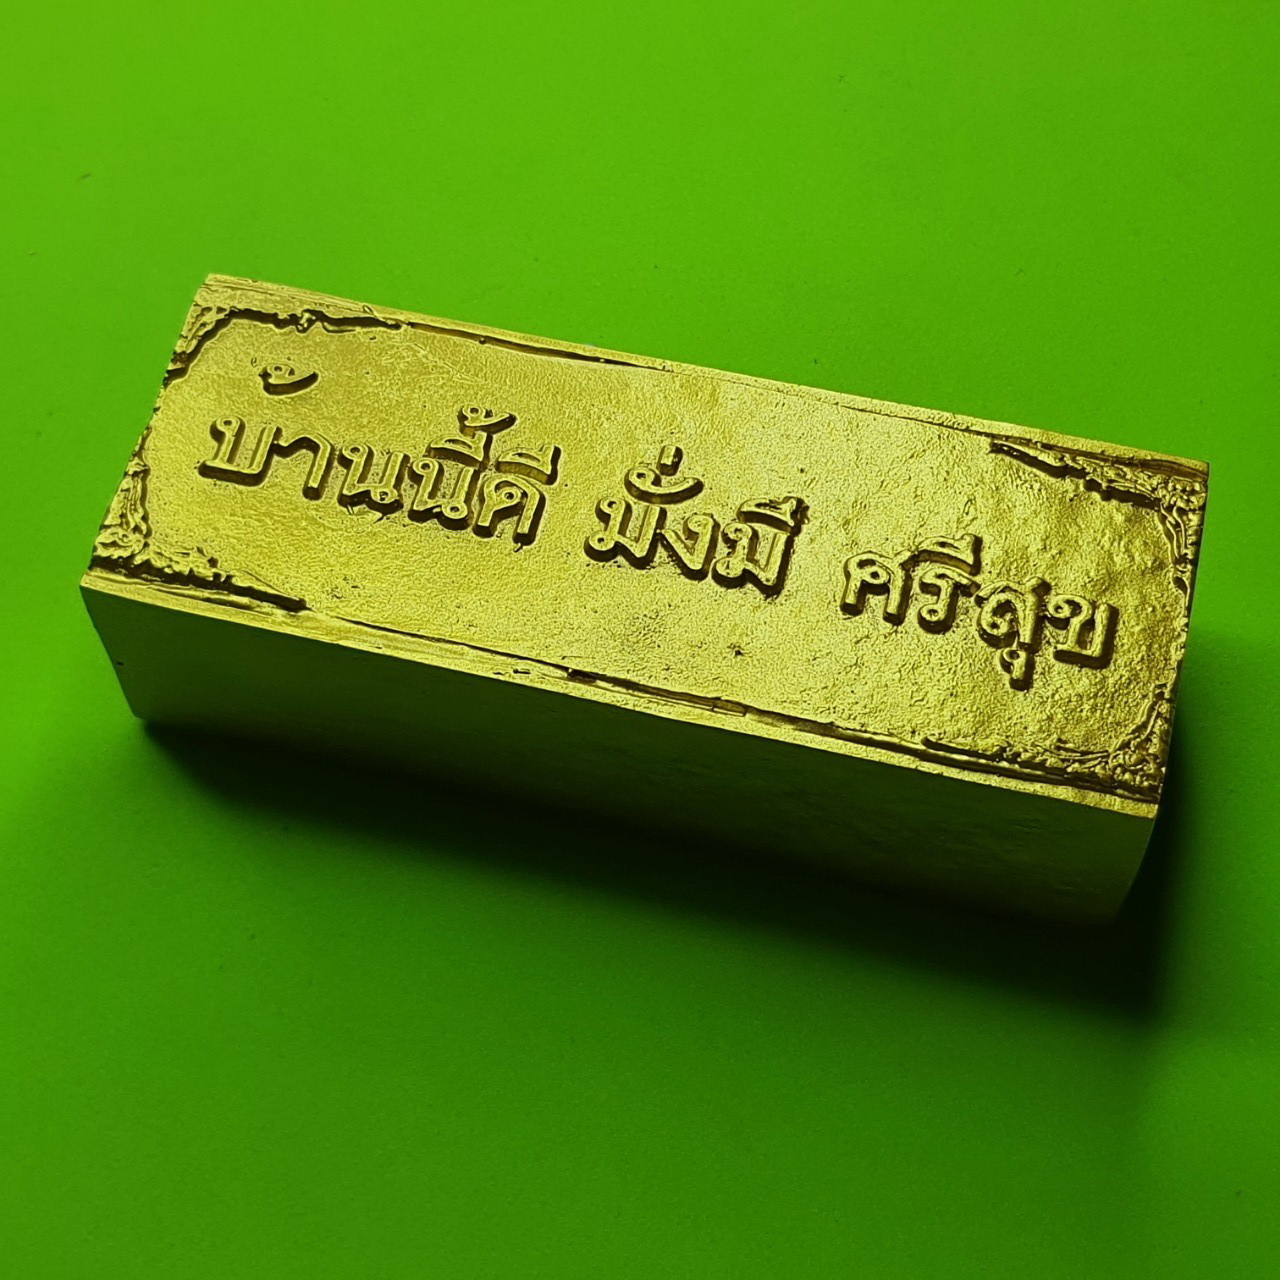 บ้านนี้ดี มั่งมี ศรีสุข